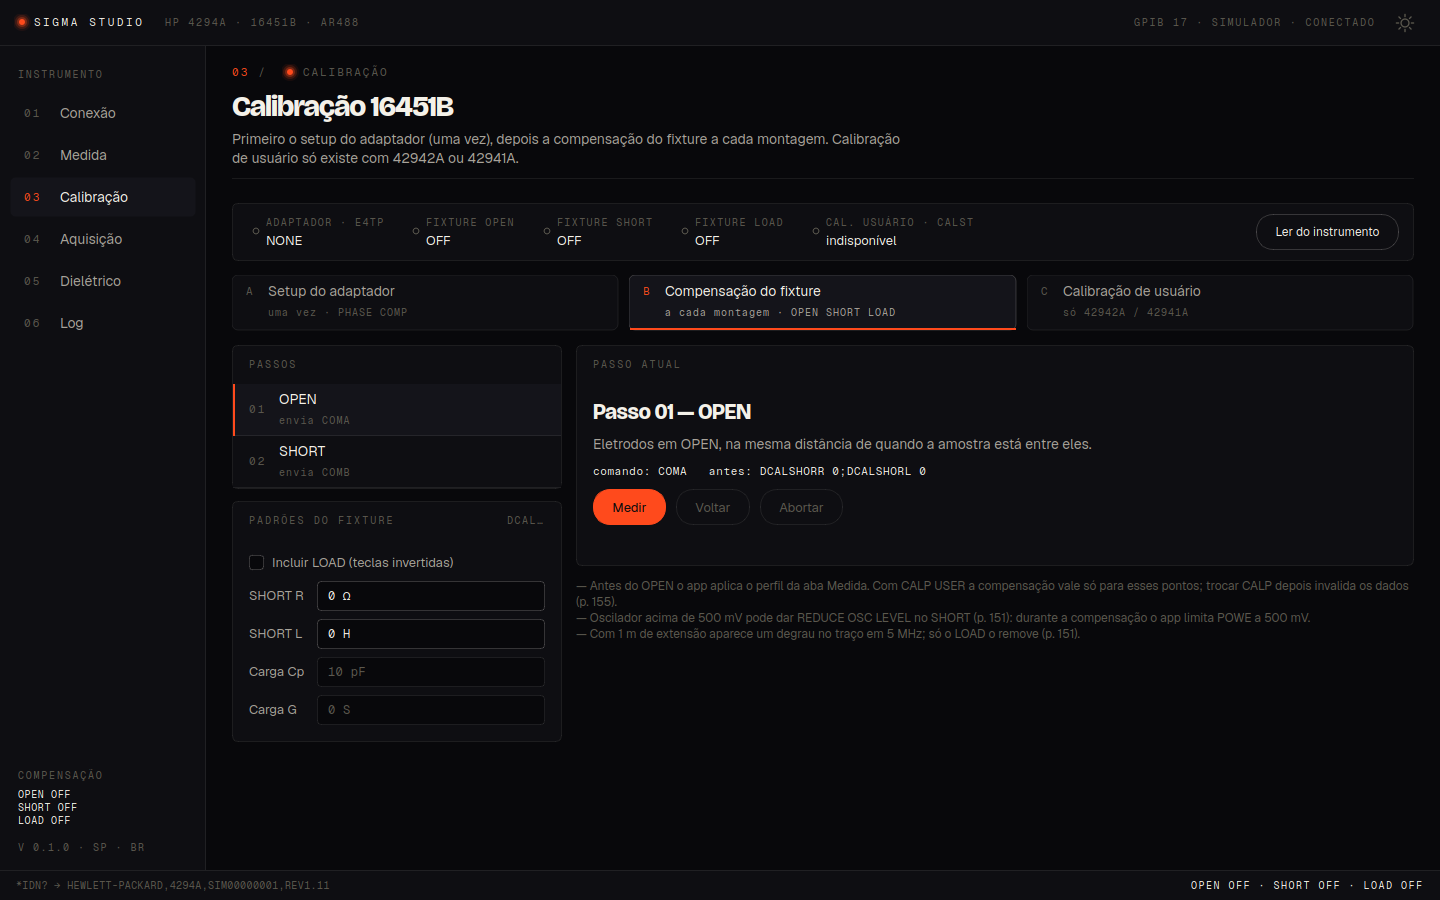 SIGMA STUDIO
HP 4294A · 16451B · AR488
GPIB 17 · SIMULADOR · CONECTADO
INSTRUMENTO
01 Conexão
02 Medida
03 Calibração
04 Aquisição
05 Dielétrico
06 Log
COMPENSAÇÃO
OPEN OFF
SHORT OFF
LOAD OFF
V 0.1.0 · SP · BR
03 / CALIBRAÇÃO
Calibração 16451B
Primeiro o setup do adaptador (uma vez), depois a compensação do fixture a cada montagem. Calibração
de usuário só existe com 42942A ou 42941A.
ADAPTADOR · E4TP
NONE
FIXTURE OPEN
OFF
FIXTURE SHORT
OFF
FIXTURE LOAD
OFF
CAL. USUÁRIO · CALST
indisponível
Ler do instrumento
A Setup do adaptador
uma vez · PHASE COMP
B Compensação do fixture
a cada montagem · OPEN SHORT LOAD
C Calibração de usuário
só 42942A / 42941A
PASSOS
01 OPEN
envia COMA
02 SHORT
envia COMB
PADRÕES DO FIXTURE DCAL…
Incluir LOAD (teclas invertidas)
SHORT R 0 Ω
SHORT L 0 H
Carga Cp 10 pF
Carga G 0 S
PASSO ATUAL
Passo 01 — OPEN
Eletrodos em OPEN, na mesma distância de quando a amostra está entre eles.
comando: COMA antes: DCALSHORR 0;DCALSHORL 0
Medir Voltar Abortar
— Antes do OPEN o app aplica o perfil da aba Medida. Com CALP USER a compensação vale só para esses pontos; trocar CALP depois invalida os dados
(p. 155).
— Oscilador acima de 500 mV pode dar REDUCE OSC LEVEL no SHORT (p. 151): durante a compensação o app limita POWE a 500 mV.
— Com 1 m de extensão aparece um degrau no traço em 5 MHz; só o LOAD o remove (p. 151).
*IDN? → HEWLETT-PACKARD,4294A,SIM00000001,REV1.11
OPEN OFF · SHORT OFF · LOAD OFF